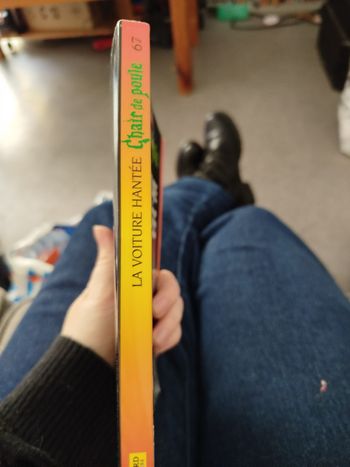 LA VOITURE HANTÉE Chair de poule 67